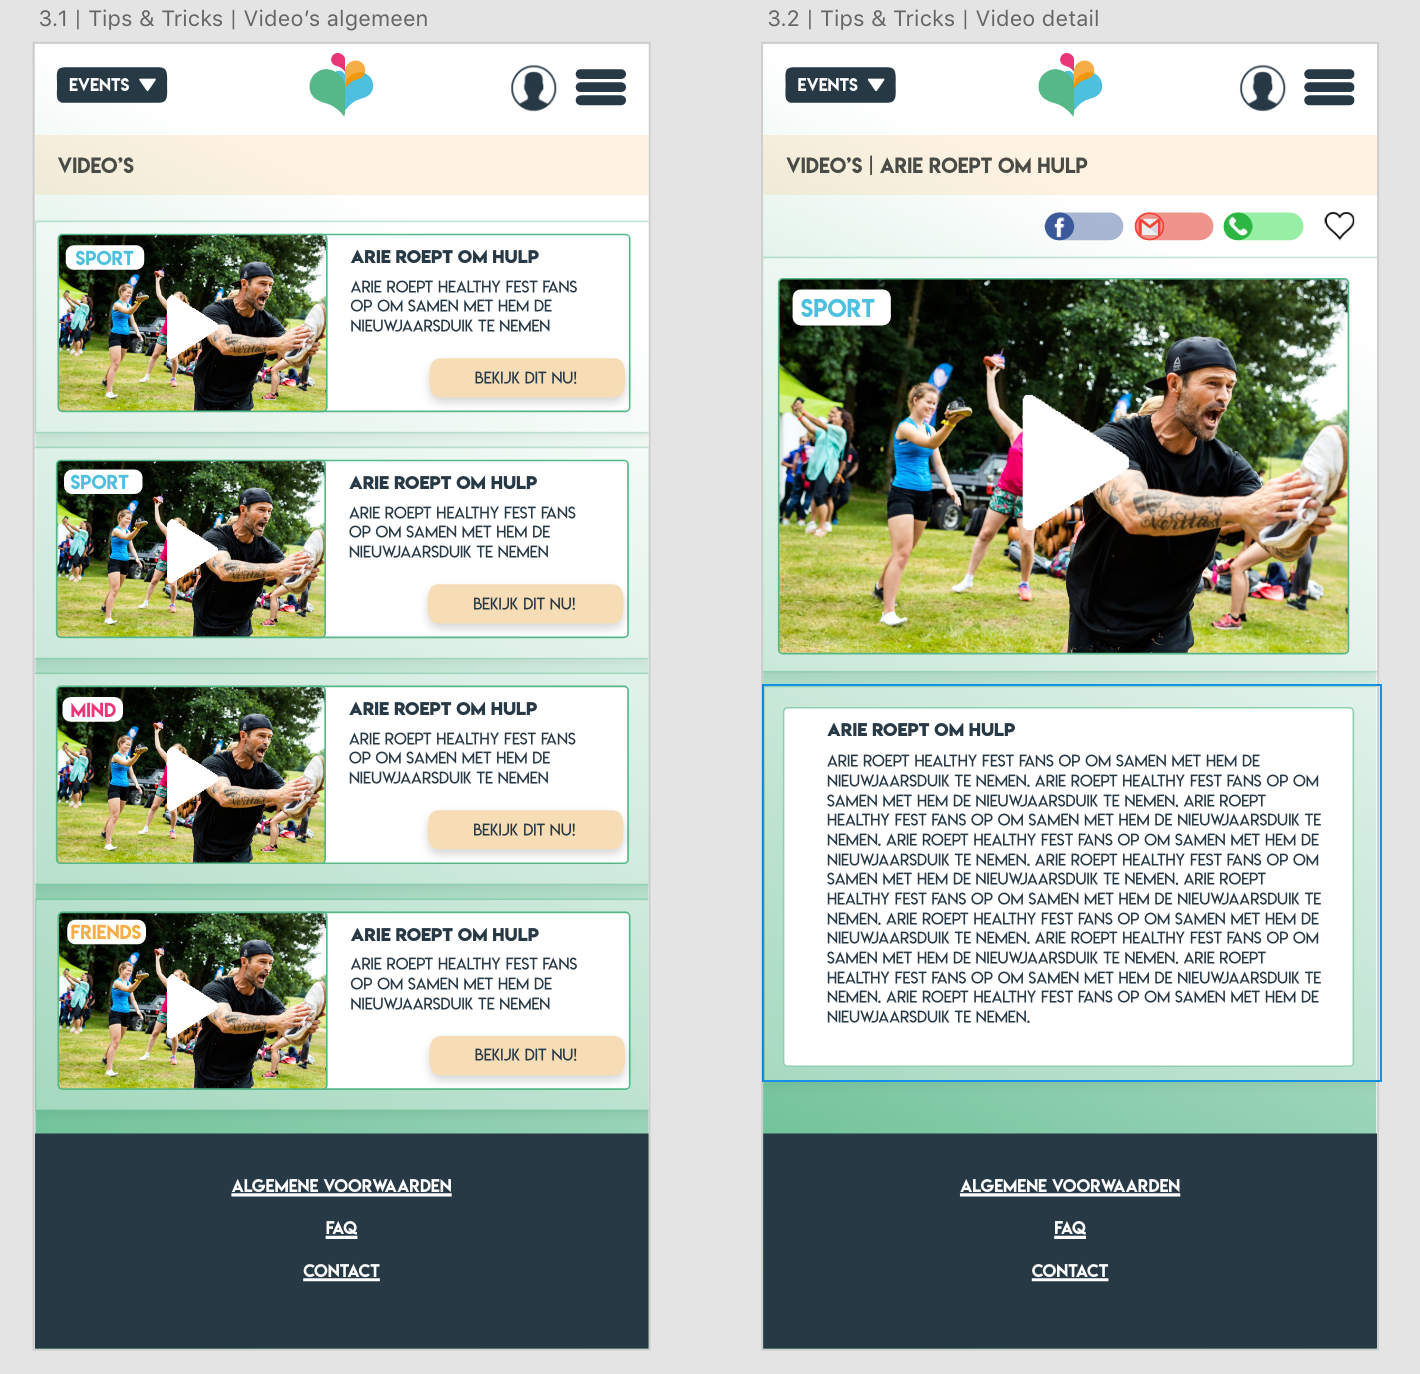 3.1 | Tips & Tricks | Video's algemeen
EVENTS
VIDEO'S
SPORT
ARIE ROEPT OM HULP
ARIE ROEPT HEALTHY FEST FANS
OP OM SAMEN MET HEM DE
NIEUWJAARSDUIK TE NEMEN
BEKIJK DIT NU!
SPORT
ARIE ROEPT OM HULP
ARIE ROEPT HEALTHY FEST FANS
OP OM SAMEN MET HEM DE
NIEUWJAARSDUIK TE NEMEN
BEKIJK DIT NU!
MIND
ARIE ROEPT OM HULP
ARIE ROEPT HEALTHY FEST FANS
OP OM SAMEN MET HEM DE
NIEUWJAARSDUIK TE NEMEN
BEKIJK DIT NU!
FRIENDS
ARIE ROEPT OM HULP
ARIE ROEPT HEALTHY FEST FANS
OP OM SAMEN MET HEM DE
NIEUWJAARSDUIK TE NEMEN
BEKIJK DIT NU!
ALGEMENE VOORWAARDEN
FAQ
CONTACT
3.2 | Tips & Tricks | Video detail
EVENTS
VIDEO'S | ARIE ROEPT OM HULP
f
SPORT
ARIE ROEPT OM HULP
ARIE ROEPT HEALTHY FEST FANS OP OM SAMEN MET HEM DE
NIEUWJAARSDUIK TE NEMEN. ARIE ROEPT HEALTHY FEST FANS OP OM
SAMEN MET HEM DE NIEUWJAARSDUIK TE NEMEN. ARIE ROEPT
HEALTHY FEST FANS OP OM SAMEN MET HEM DE NIEUWJAARSDUIK TE
NEMEN. ARIE ROEPT HEALTHY FEST FANS OP OM SAMEN MET HEM DE
NIEUWJAARSDUIK TE NEMEN. ARIE ROEPT HEALTHY FEST FANS OP OM
SAMEN MET HEM DE NIEUWJAARSDUIK TE NEMEN. ARIE ROEPT
HEALTHY FEST FANS OP OM SAMEN MET HEM DE NIEUWJAARSDUIK TE
NEMEN. ARIE ROEPT HEALTHY FEST FANS OP OM SAMEN MET HEM DE
NIEUWJAARSDUIK TE NEMEN. ARIE ROEPT HEALTHY FEST FANS OP OM
SAMEN MET HEM DE NIEUWJAARSDUIK TE NEMEN. ARIE ROEPT
HEALTHY FEST FANS OP OM SAMEN MET HEM DE NIEUWJAARSDUIK TE
NEMEN. ARIE ROEPT HEALTHY FEST FANS OP OM SAMEN MET HEM DE
NIEUWJAARSDUIK TE NEMEN.
ALGEMENE VOORWAARDEN
FAQ
CONTACT